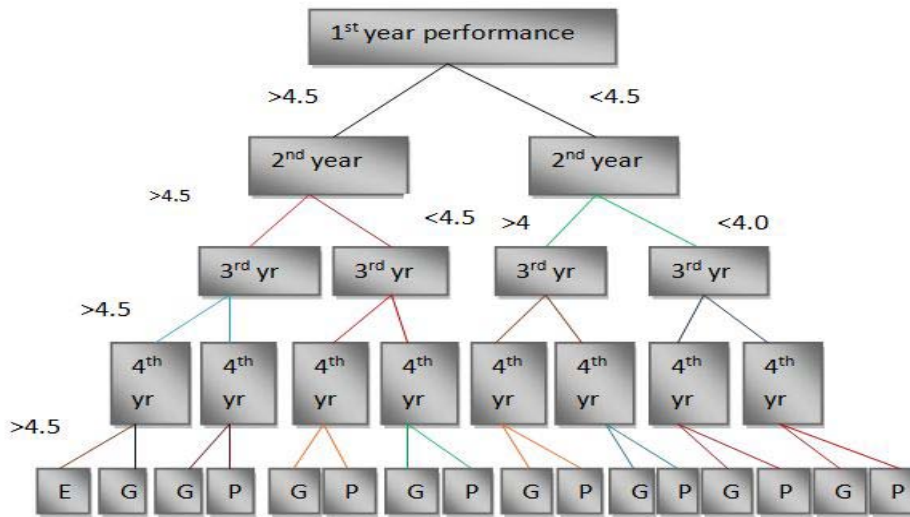 1st year performance
>4.5 <4.5
2nd year 2nd year
>4.5 <4.5 >4 <4.0
3rd yr 3rd yr 3rd yr 3rd yr
>4.5
4th 4th 4th 4th 4th 4th 4th 4th
yr yr yr yr yr yr yr yr
>4.5
E G G P G P G P G P G P G P G P